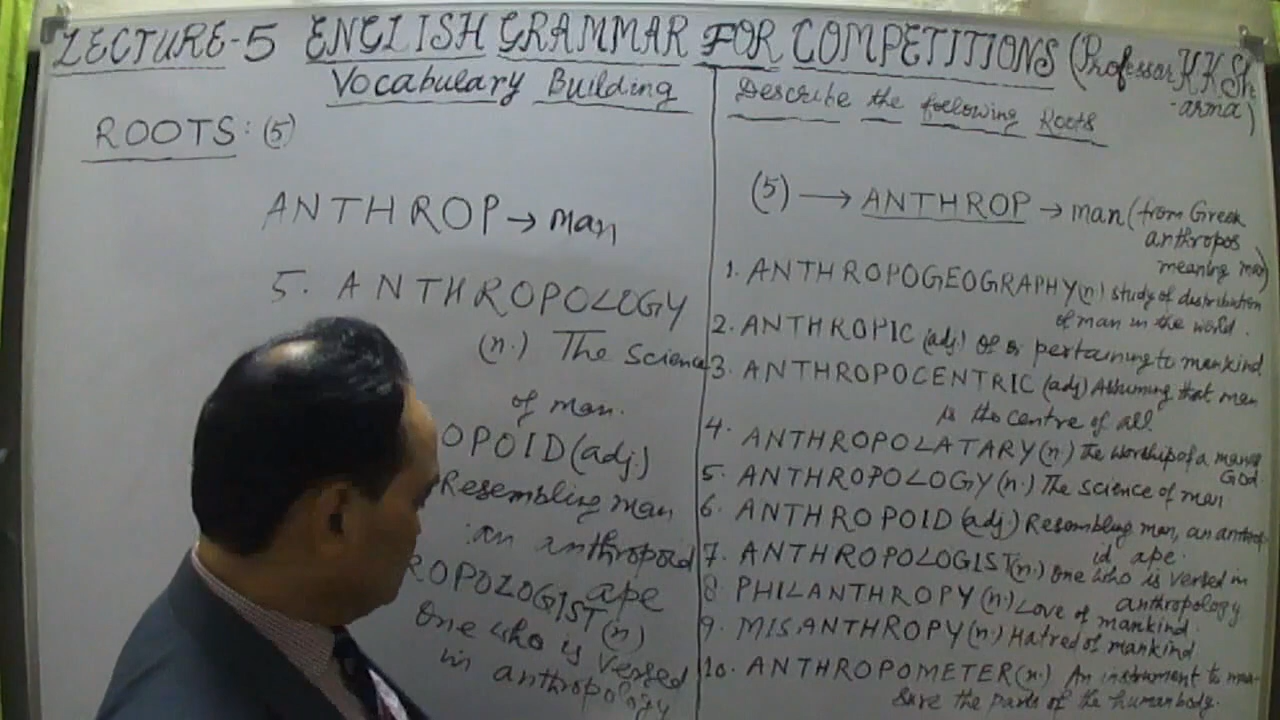 LECTURE-5 ENGLISH GRAMMAR FOR COMPETITIONS (Professor KKSh
-arma)
Vocabulary Building
ROOTS: (5)
ANTHROP → man
5. ANTHROPOLOGY
(n.) The Science
of man.
OPOID (adj.)
Resembling man
:an anthropoid
ape
ROPOLOGIST (n)
One who is versed
in anthropology
Describe the following Roots
(5) → ANTHROP → man (from Greek
anthropos
meaning man)
1. ANTHROPOGEOGRAPHY (n) study of distribution
of man in the world.
2. ANTHROPIC (adj.) Of or pertaining to mankind
3. ANTHROPOCENTRIC (adj) Assuming that man
is the centre of all.
4. ANTHROPOLATARY (n.) The worship of a man as
God.
5. ANTHROPOLOGY (n.) The science of man
6. ANTHROPOID (adj.) Resembling man, an anthropo
id ape.
7. ANTHROPOLOGIST (n.) One who is versed in
anthropology
8. PHILANTHROPY (n.) Love of mankind.
9. MISANTHROPY (n.) Hatred of mankind
10. ANTHROPOMETER (n.) An instrument to mea-
sure the parts of the human body.